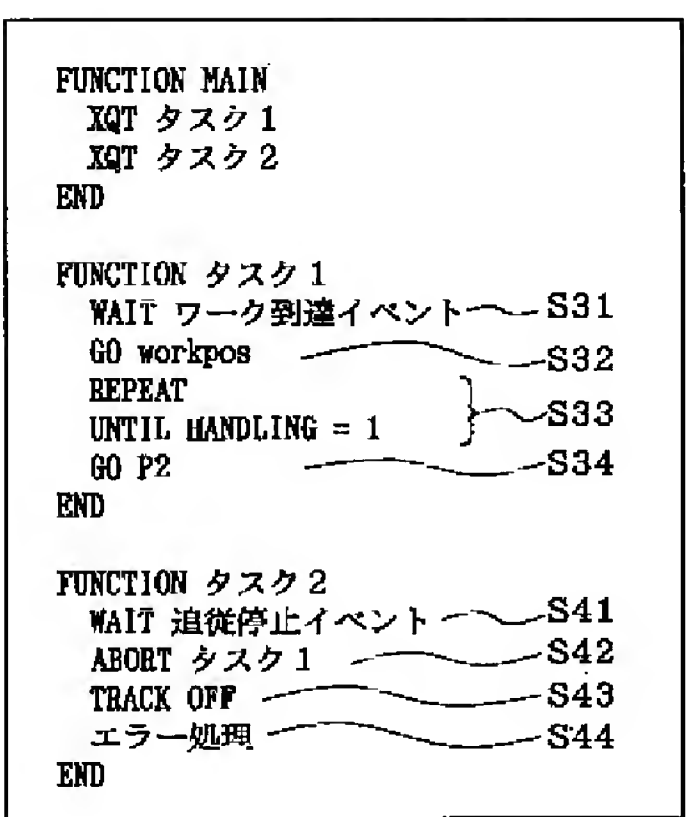 FUNCTION MAIN
XQT タスク1
XQT タスク2
END
FUNCTION タスク1
WAIT ワーク到達イベント S31
GO workpos S32
REPEAT
UNTIL HANDLING = 1 S33
GO P2 S34
END
FUNCTION タスク2
WAIT 追従停止イベント S41
ABORT タスク1 S42
TRACK OFF S43
エラー処理 S44
END